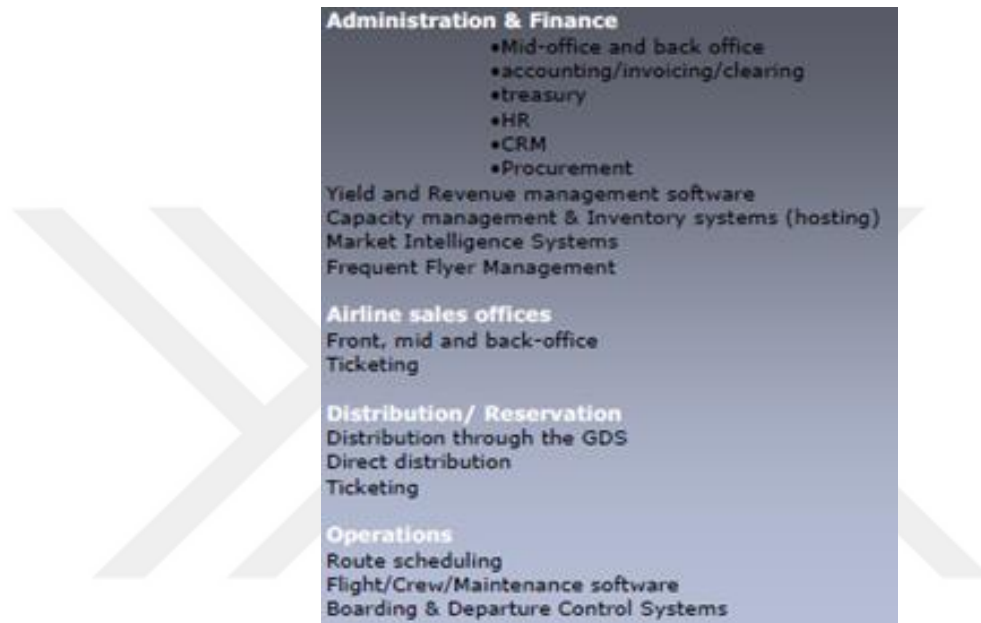 Administration & Finance
•Mid-office and back office
•accounting/invoicing/clearing
•treasury
•HR
•CRM
•Procurement
Yield and Revenue management software
Capacity management & Inventory systems (hosting)
Market Intelligence Systems
Frequent Flyer Management
Airline sales offices
Front, mid and back-office
Ticketing
Distribution/ Reservation
Distribution through the GDS
Direct distribution
Ticketing
Operations
Route scheduling
Flight/Crew/Maintenance software
Boarding & Departure Control Systems